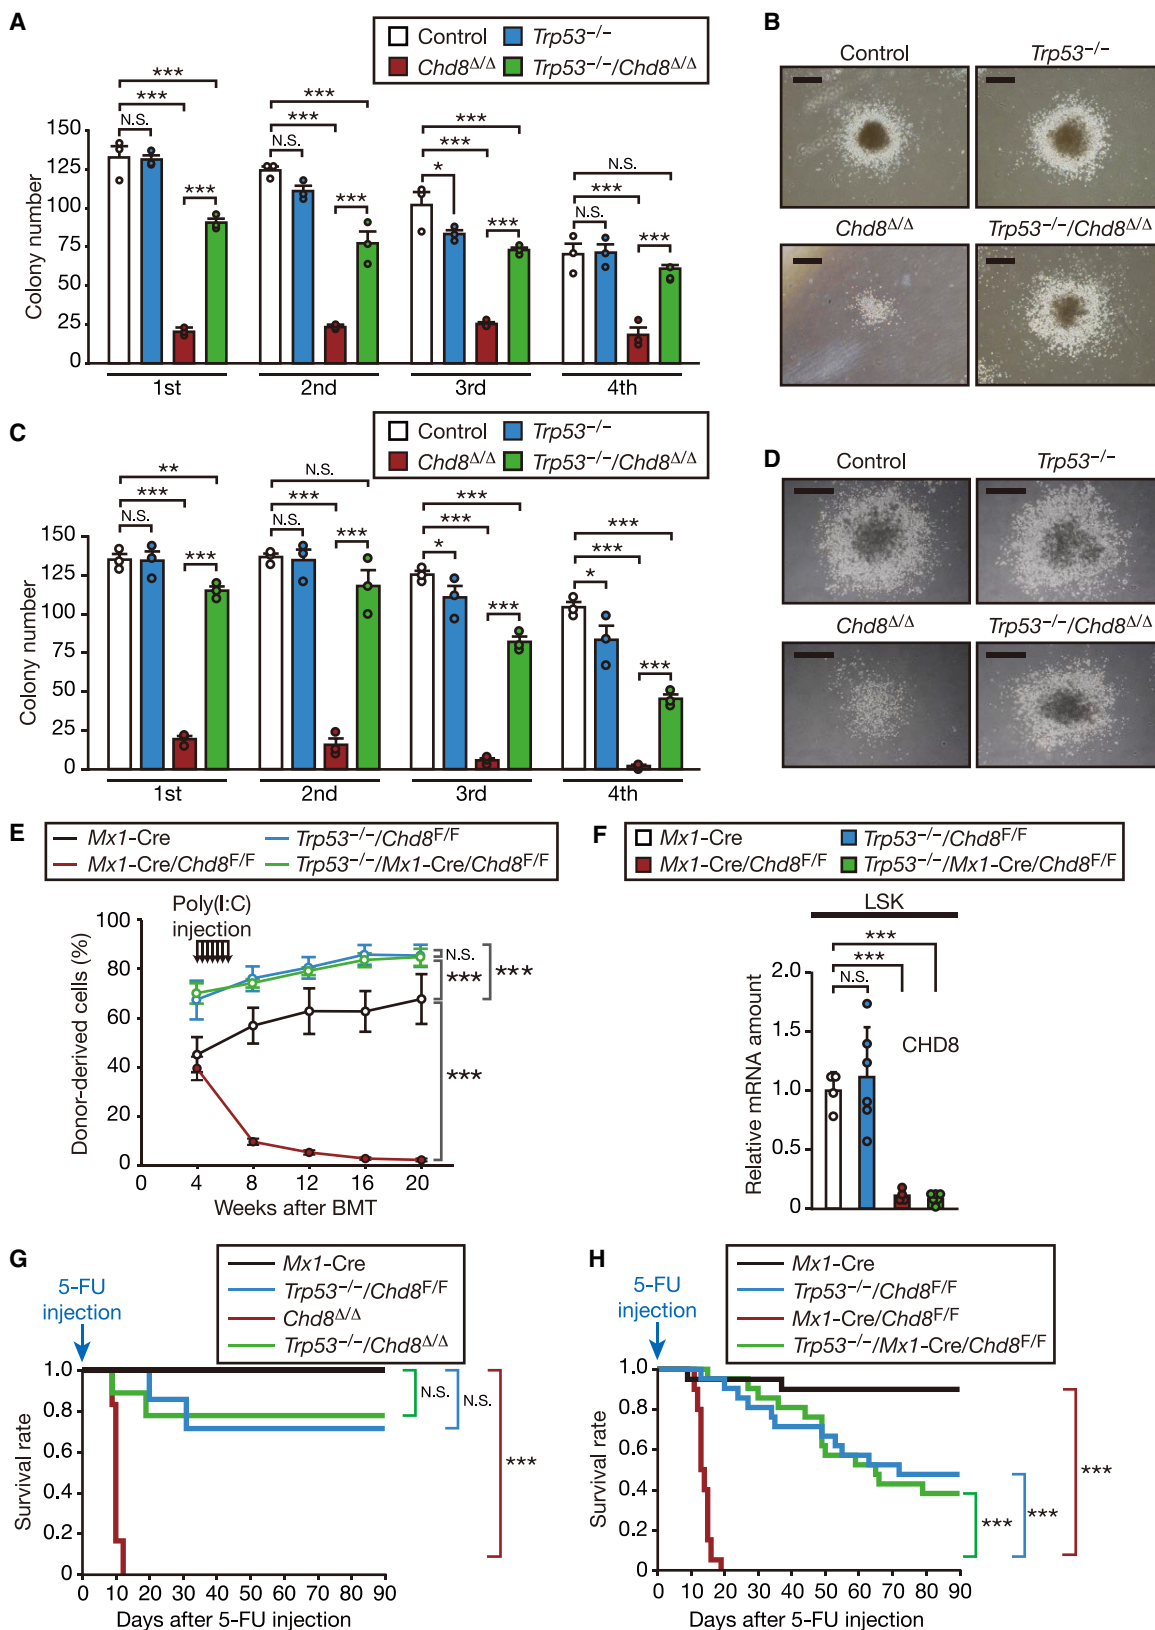 A
Control
Trp53−/−
Chd8Δ/Δ
Trp53−/−/Chd8Δ/Δ
Colony number
150
125
100
75
50
25
0
***
***
N.S.
***
***
***
N.S.
***
***
***
*
***
N.S.
***
N.S.
***
1st
2nd
3rd
4th
B
Control
Trp53−/−
Chd8Δ/Δ
Trp53−/−/Chd8Δ/Δ
C
Control
Trp53−/−
Chd8Δ/Δ
Trp53−/−/Chd8Δ/Δ
Colony number
150
125
100
75
50
25
0
**
***
N.S.
***
N.S.
***
N.S.
***
***
***
*
***
***
***
*
***
1st
2nd
3rd
4th
D
Control
Trp53−/−
Chd8Δ/Δ
Trp53−/−/Chd8Δ/Δ
E
Mx1-Cre
Trp53−/−/Chd8F/F
Mx1-Cre/Chd8F/F
Trp53−/−/Mx1-Cre/Chd8F/F
Poly(I:C)
injection
Donor-derived cells (%)
100
80
60
40
20
0
N.S.
***
***
***
0 4 8 12 16 20
Weeks after BMT
F
Mx1-Cre
Trp53−/−/Chd8F/F
Mx1-Cre/Chd8F/F
Trp53−/−/Mx1-Cre/Chd8F/F
LSK
***
***
N.S.
CHD8
Relative mRNA amount
2.0
1.5
1.0
0.5
0
G
Mx1-Cre
Trp53−/−/Chd8F/F
Chd8Δ/Δ
Trp53−/−/Chd8Δ/Δ
5-FU
injection
Survival rate
1.0
0.8
0.6
0.4
0.2
0
N.S.
N.S.
***
0 10 20 30 40 50 60 70 80 90
Days after 5-FU injection
H
Mx1-Cre
Trp53−/−/Chd8F/F
Mx1-Cre/Chd8F/F
Trp53−/−/Mx1-Cre/Chd8F/F
5-FU
injection
Survival rate
1.0
0.8
0.6
0.4
0.2
0
***
***
***
0 10 20 30 40 50 60 70 80 90
Days after 5-FU injection